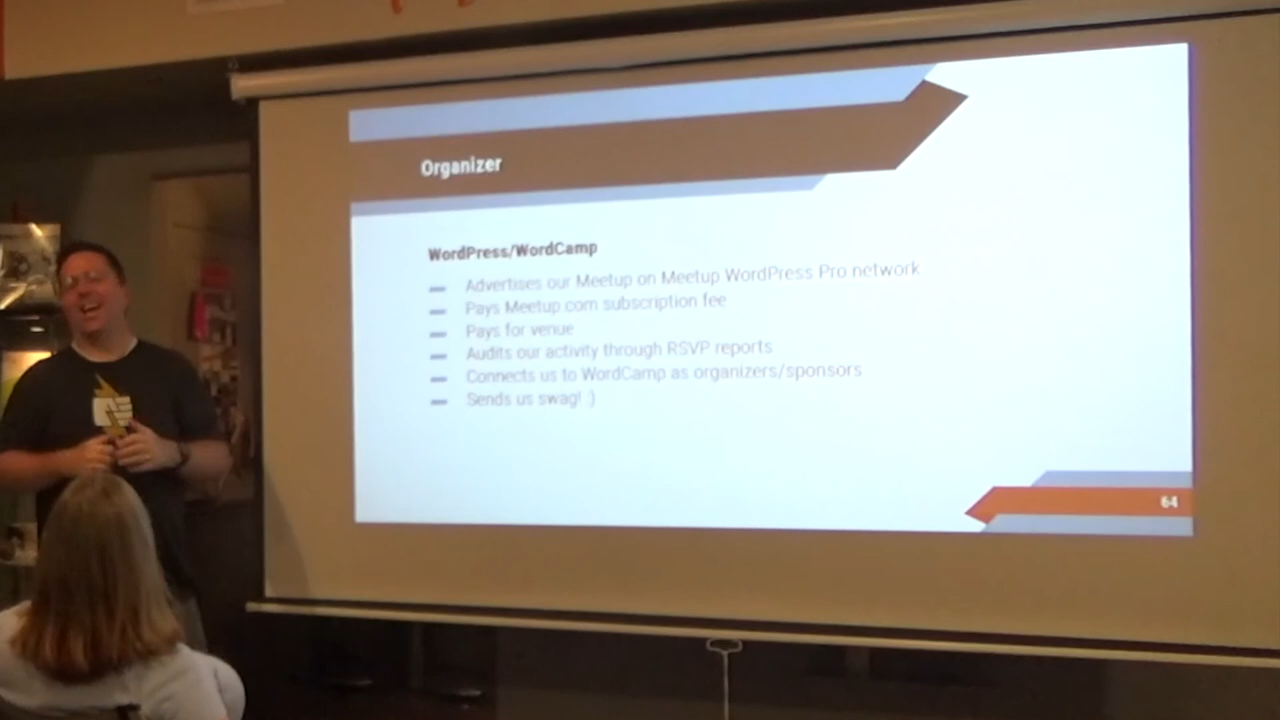 Organizer
WordPress/WordCamp
Advertises our Meetup on Meetup WordPress Pro network
Pays Meetup.com subscription fee
Pays for venue
Audits our activity through RSVP reports
Connects us to WordCamp as organizers/sponsors
Sends us swag! :)
64